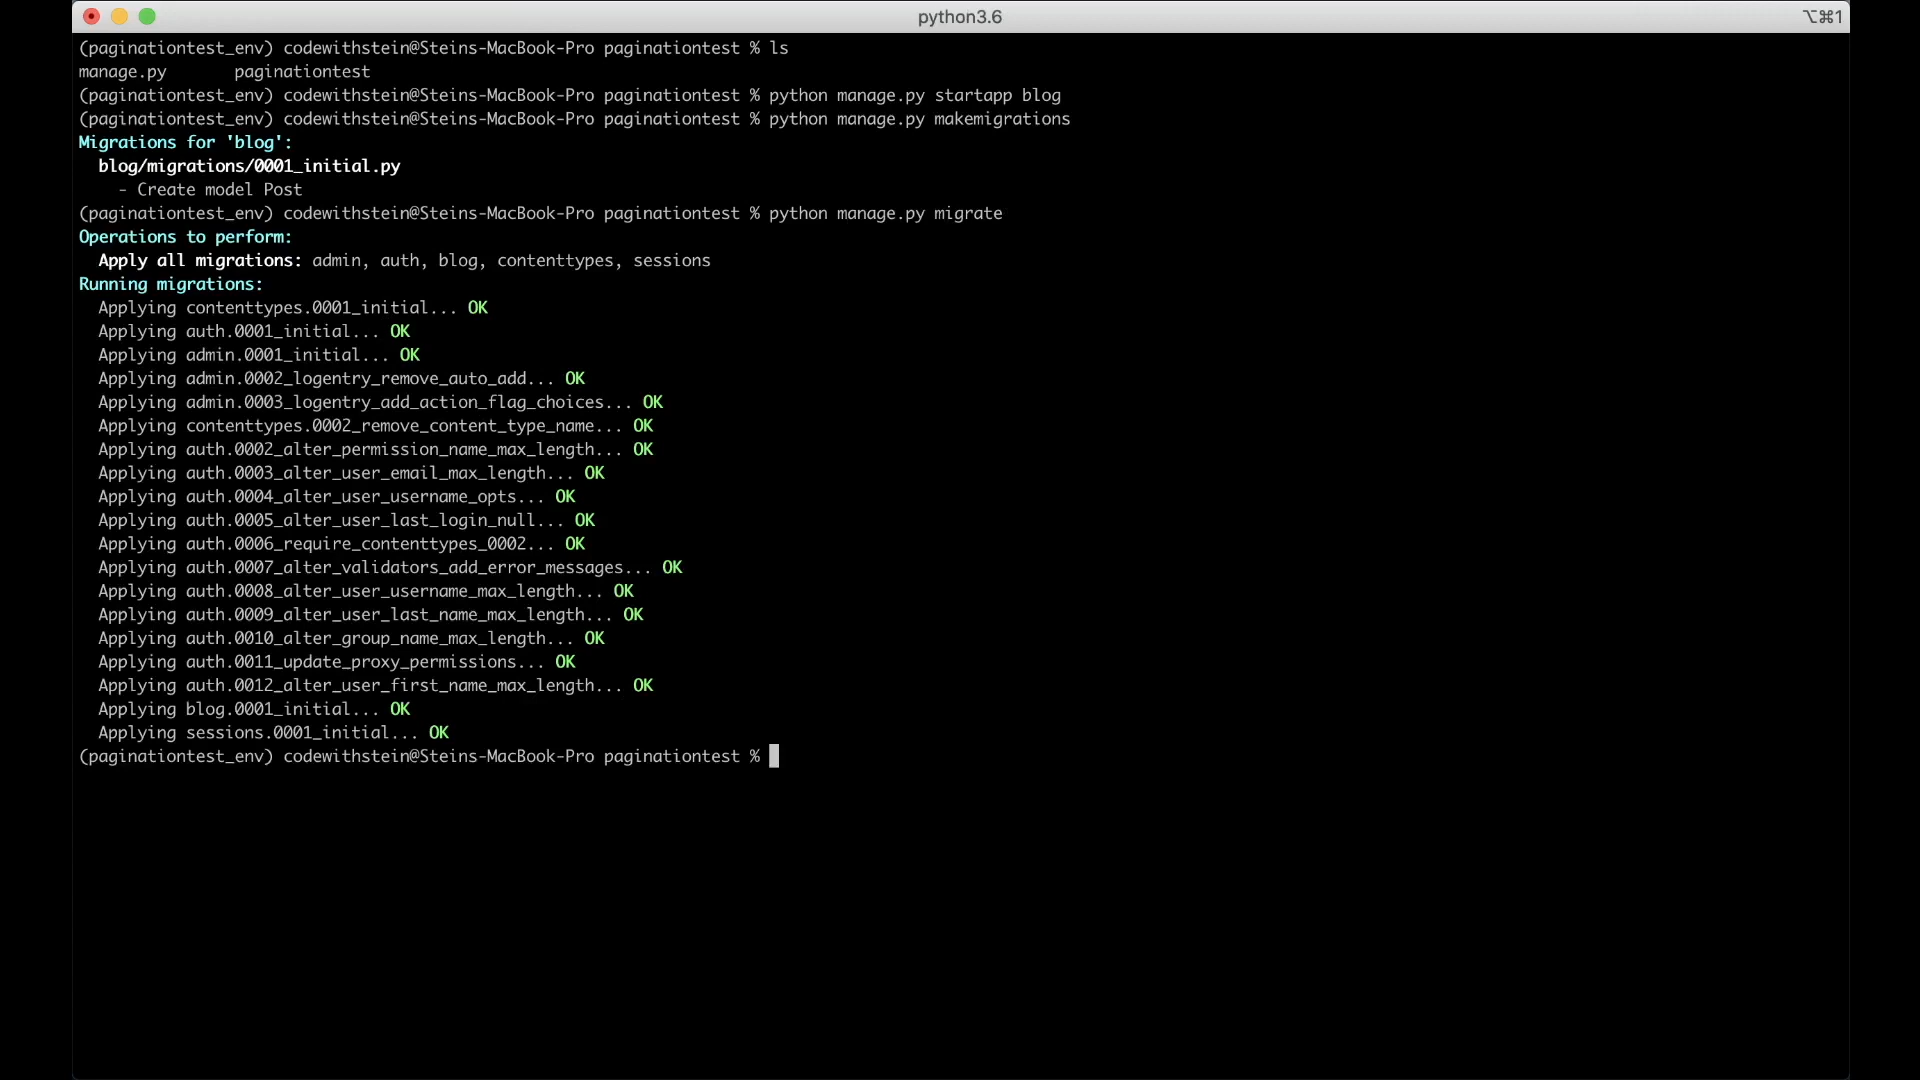 python3.6
⌥⌘1
(paginationtest_env) codewithstein@Steins-MacBook-Pro paginationtest % ls
manage.py       paginationtest
(paginationtest_env) codewithstein@Steins-MacBook-Pro paginationtest % python manage.py startapp blog
(paginationtest_env) codewithstein@Steins-MacBook-Pro paginationtest % python manage.py makemigrations
Migrations for 'blog':
  blog/migrations/0001_initial.py
    - Create model Post
(paginationtest_env) codewithstein@Steins-MacBook-Pro paginationtest % python manage.py migrate
Operations to perform:
  Apply all migrations: admin, auth, blog, contenttypes, sessions
Running migrations:
  Applying contenttypes.0001_initial... OK
  Applying auth.0001_initial... OK
  Applying admin.0001_initial... OK
  Applying admin.0002_logentry_remove_auto_add... OK
  Applying admin.0003_logentry_add_action_flag_choices... OK
  Applying contenttypes.0002_remove_content_type_name... OK
  Applying auth.0002_alter_permission_name_max_length... OK
  Applying auth.0003_alter_user_email_max_length... OK
  Applying auth.0004_alter_user_username_opts... OK
  Applying auth.0005_alter_user_last_login_null... OK
  Applying auth.0006_require_contenttypes_0002... OK
  Applying auth.0007_alter_validators_add_error_messages... OK
  Applying auth.0008_alter_user_username_max_length... OK
  Applying auth.0009_alter_user_last_name_max_length... OK
  Applying auth.0010_alter_group_name_max_length... OK
  Applying auth.0011_update_proxy_permissions... OK
  Applying auth.0012_alter_user_first_name_max_length... OK
  Applying blog.0001_initial... OK
  Applying sessions.0001_initial... OK
(paginationtest_env) codewithstein@Steins-MacBook-Pro paginationtest %